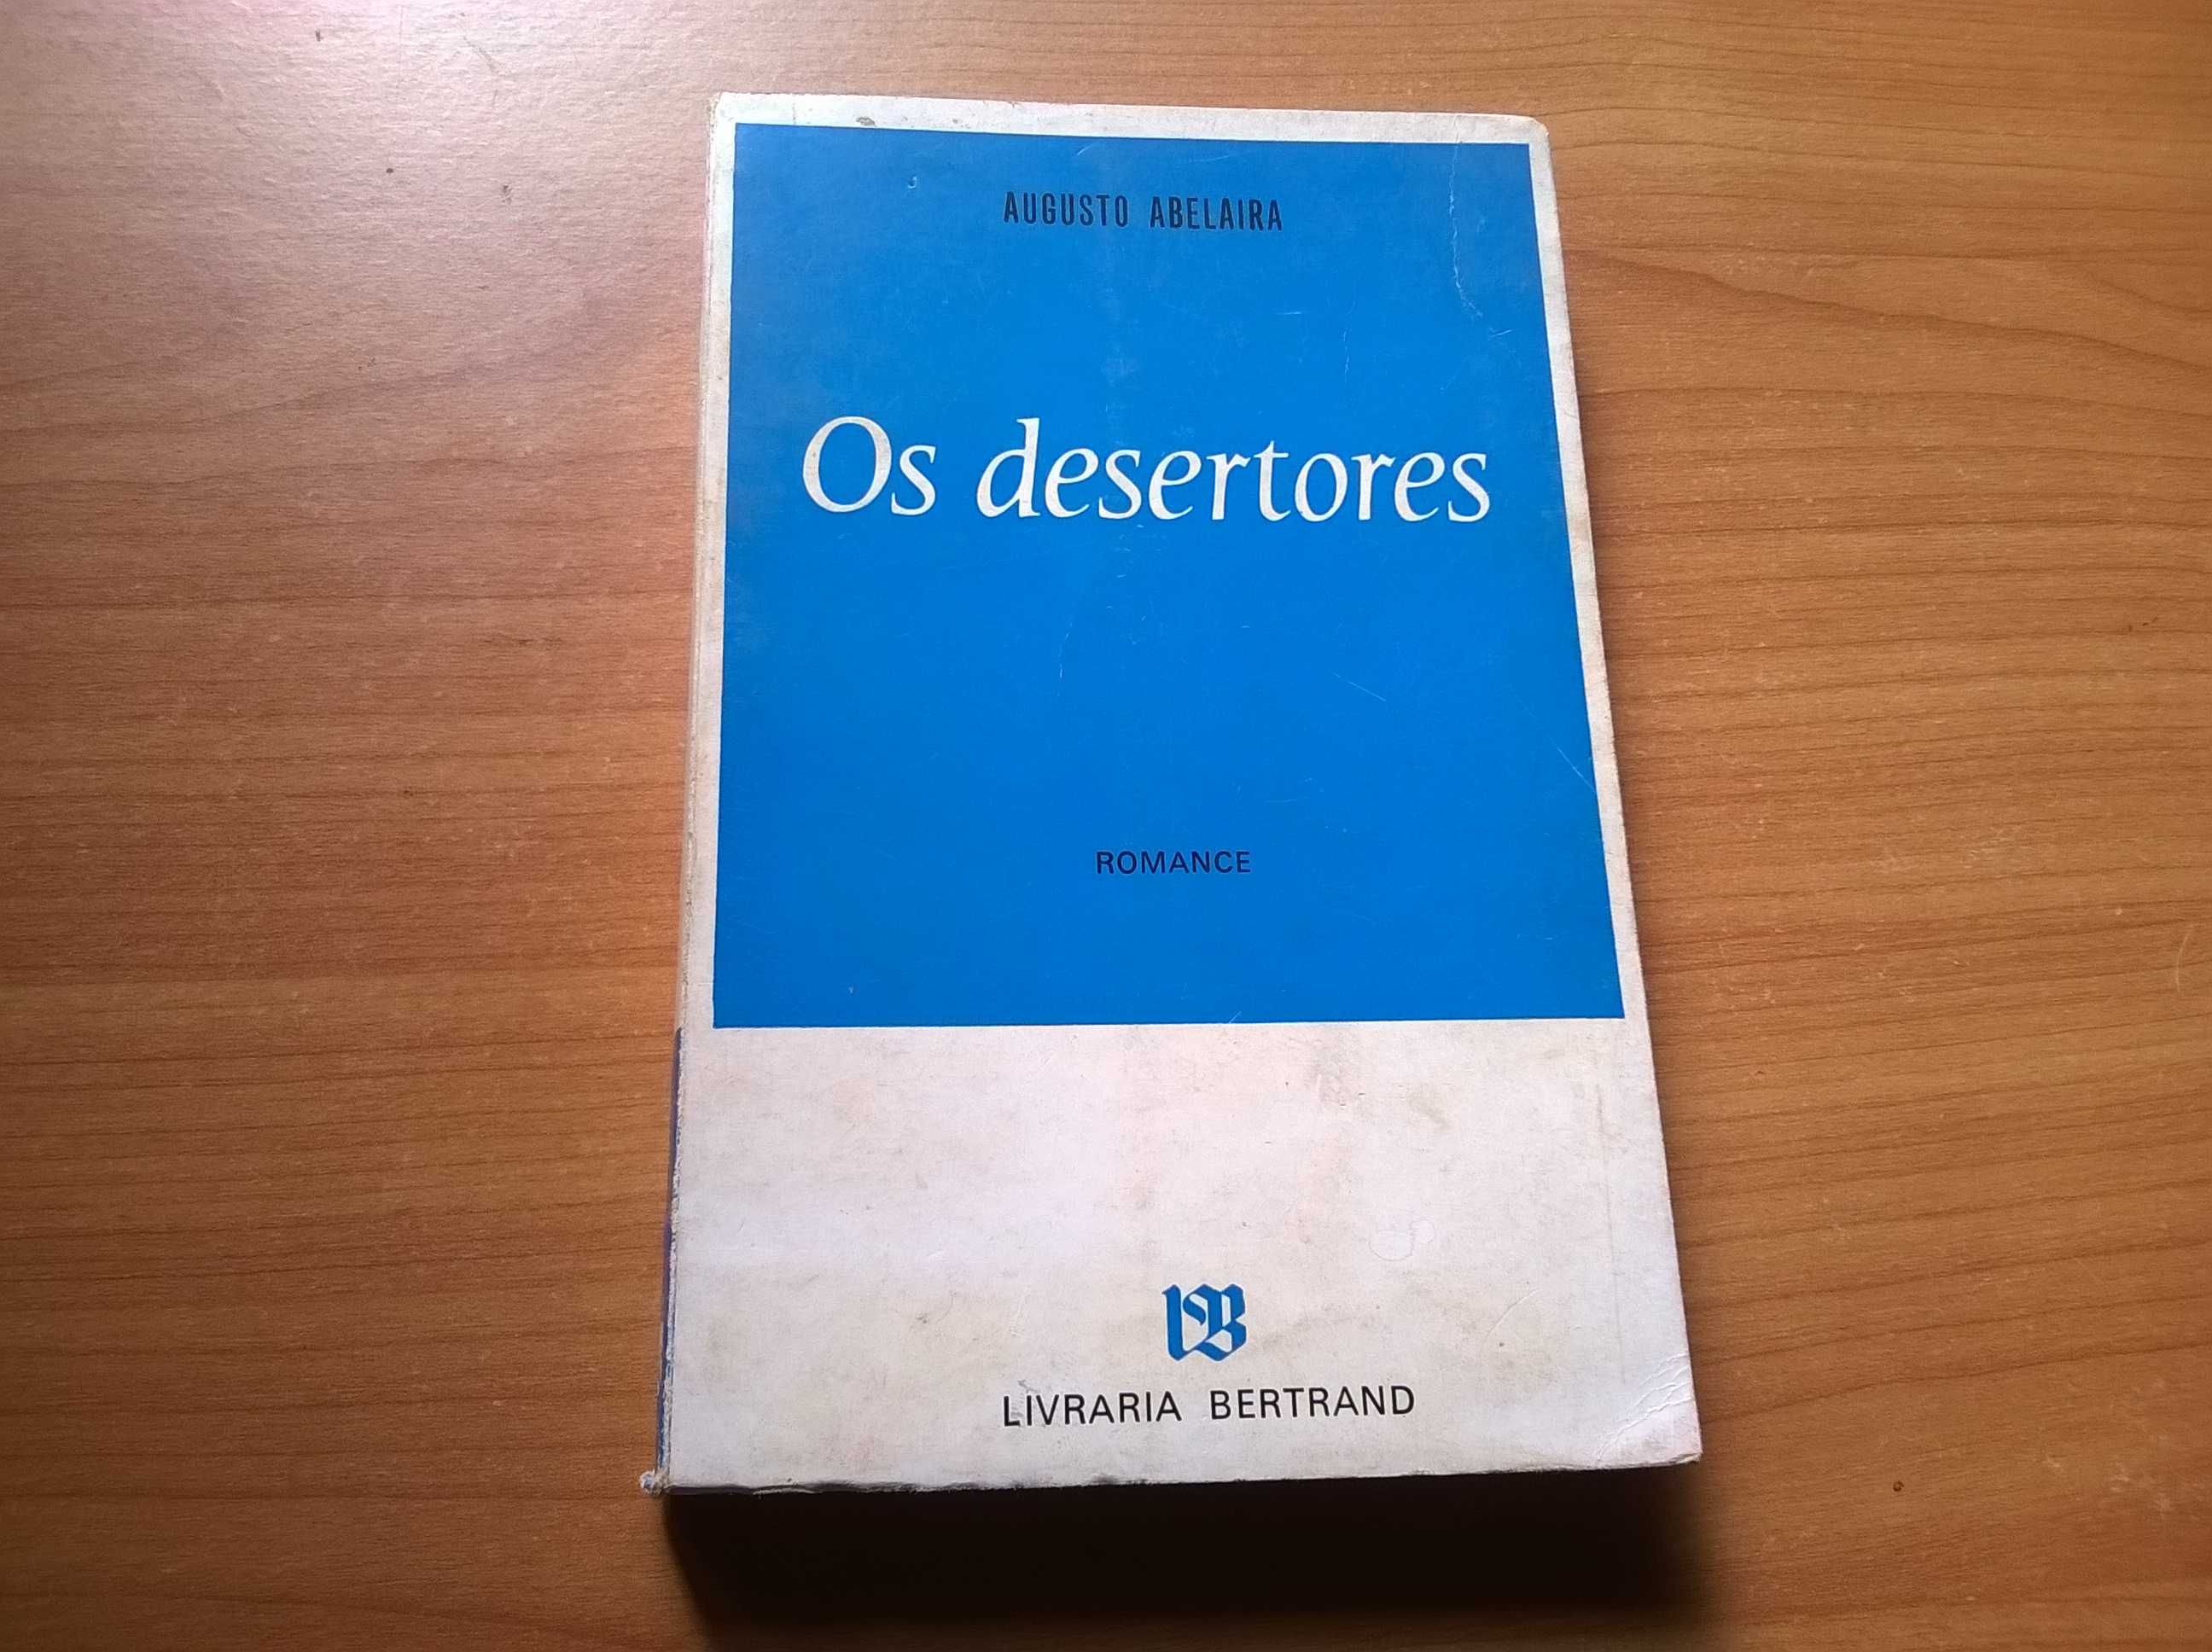 AUGUSTO ABELAIRA
Os desertores
ROMANCE
LB
LIVRARIA BERTRAND